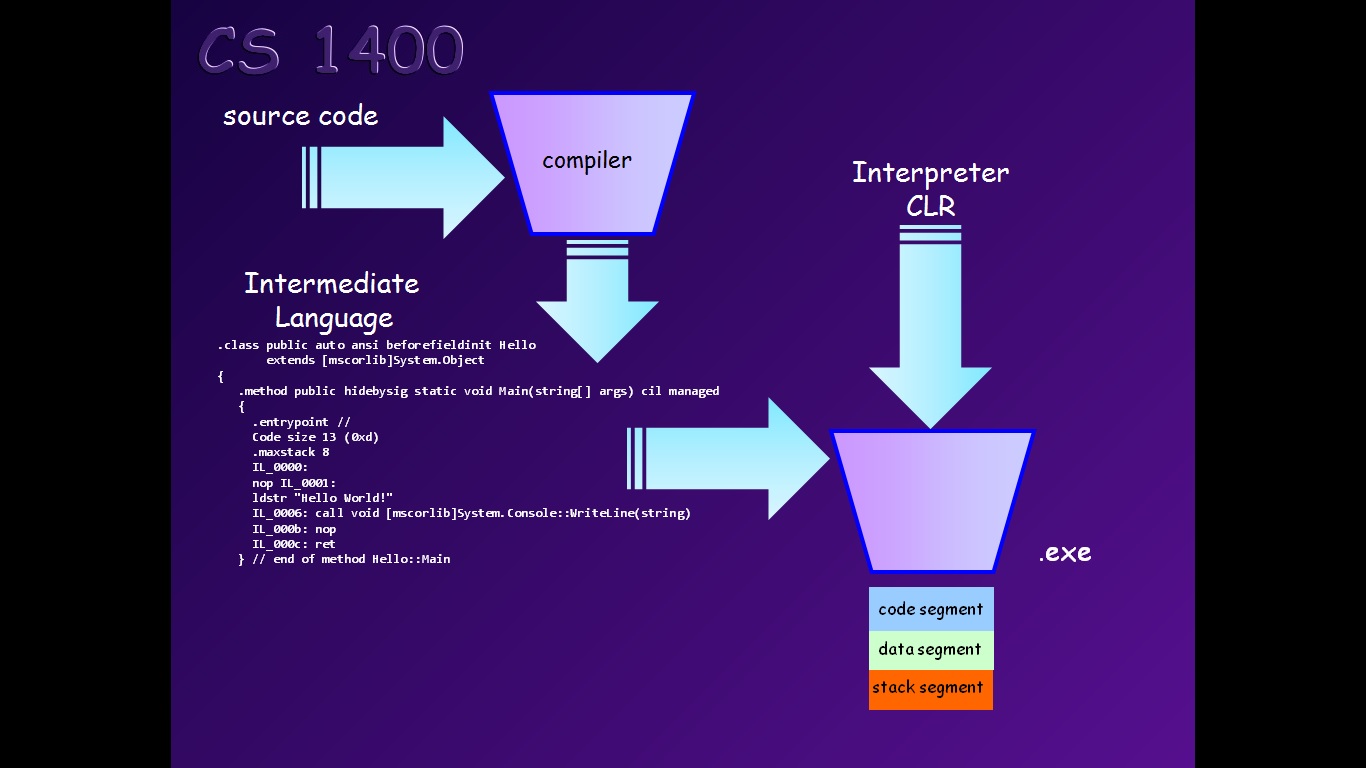 CS 1400
source code
compiler
Interpreter
CLR
Intermediate
Language
.class public auto ansi beforefieldinit Hello
extends [mscorlib]System.Object
{
.method public hidebysig static void Main(string[] args) cil managed
{
.entrypoint //
Code size 13 (0xd)
.maxstack 8
IL_0000:
nop IL_0001:
ldstr "Hello World!"
IL_0006: call void [mscorlib]System.Console::WriteLine(string)
IL_000b: nop
IL_000c: ret
} // end of method Hello::Main
.exe
code segment
data segment
stack segment